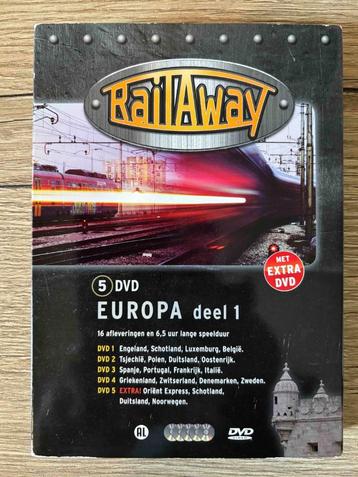 RailAway
MET
EXTRA
DVD
5 DVD
EUROPA deel 1
16 afleveringen en 6,5 uur lange speelduur
DVD 1 Engeland, Schotland, Luxemburg, België.
DVD 2 Tsjechië, Polen, Duitsland, Oostenrijk.
DVD 3 Spanje, Portugal, Frankrijk, Italië.
DVD 4 Griekenland, Zwitserland, Denemarken, Zweden.
DVD 5 EXTRA! Oriënt Express, Schotland,
Duitsland, Noorwegen.
AL
DVD